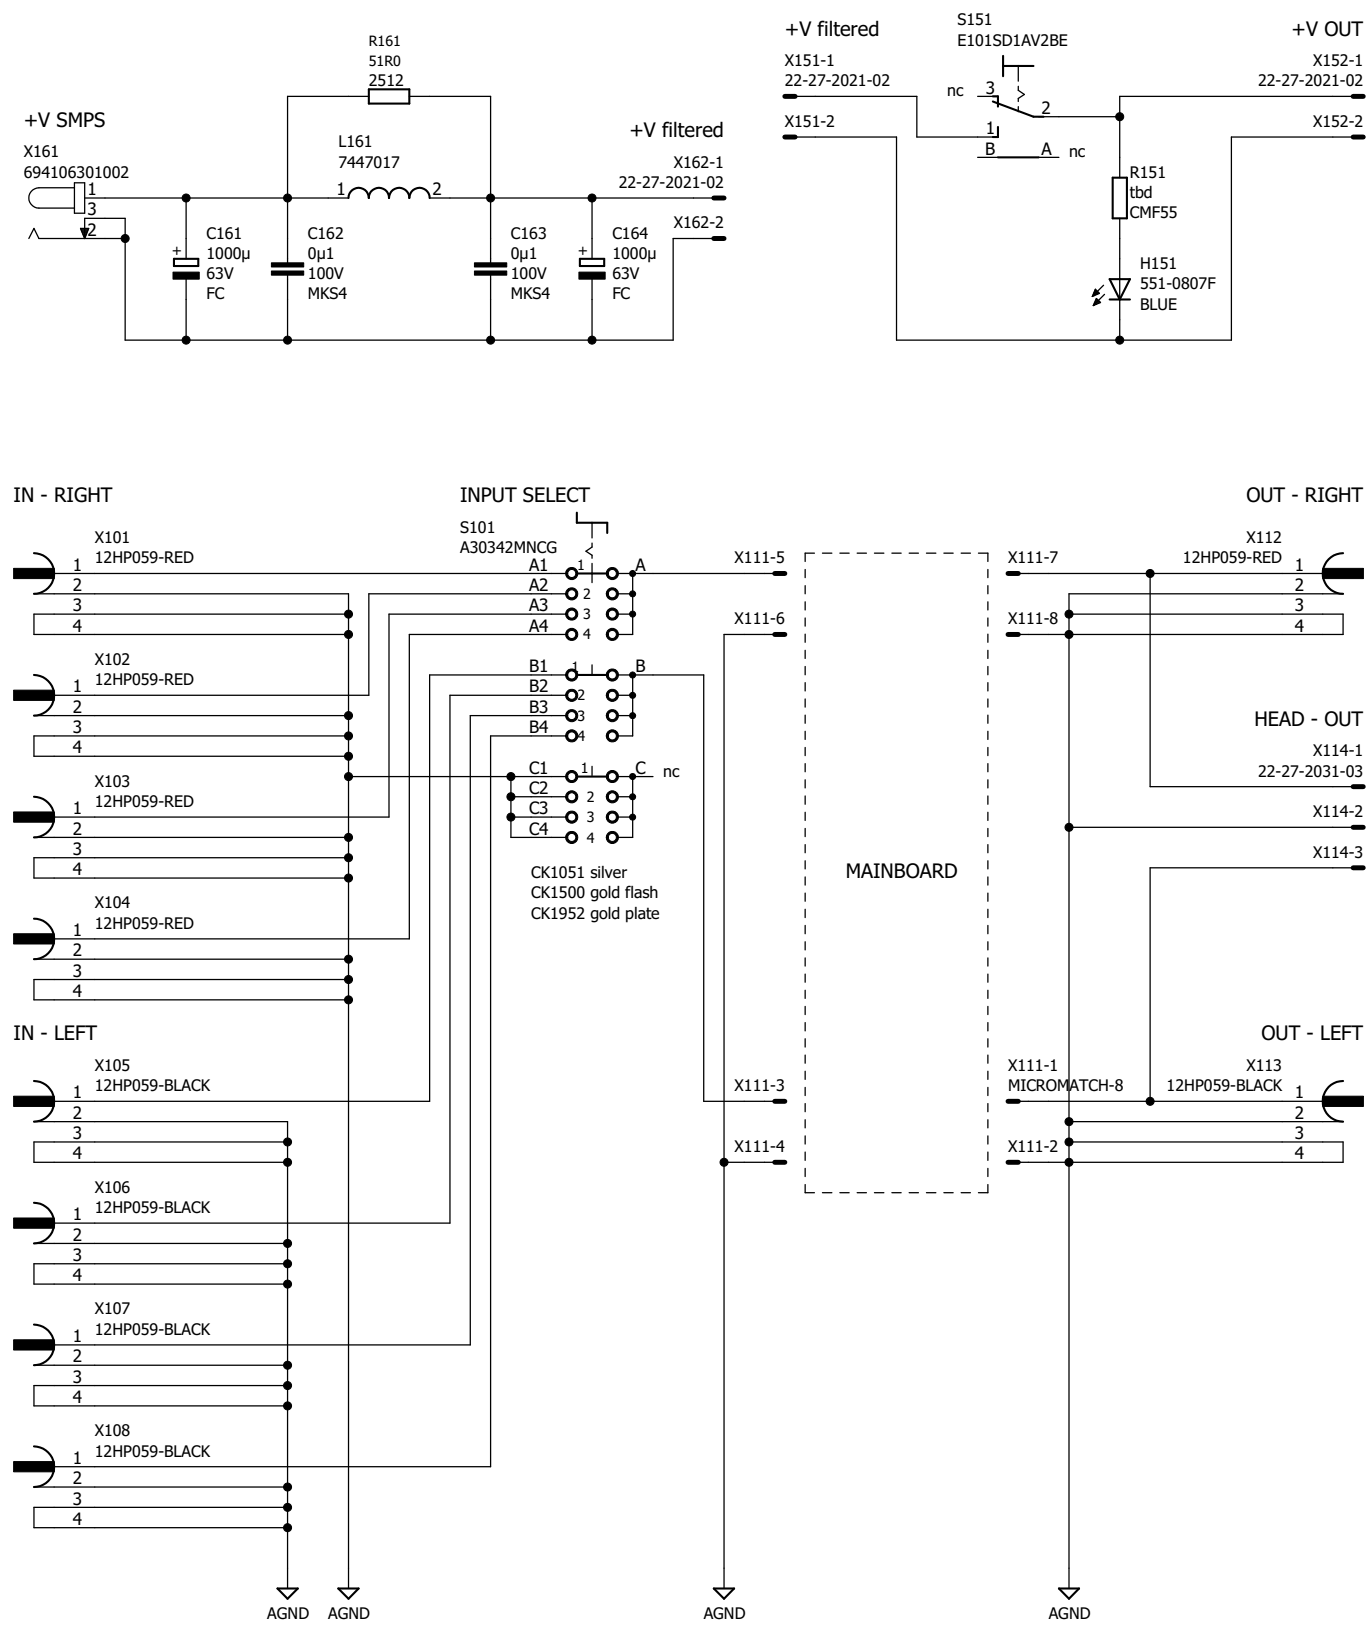 +V SMPS
X161
694106301002
1
3
2
R161
51R0
2512
L161
7447017
1
2
+V filtered
X162-1
22-27-2021-02
X162-2
+
C161
1000µ
63V
FC
C162
0µ1
100V
MKS4
C163
0µ1
100V
MKS4
+
C164
1000µ
63V
FC
+V filtered
X151-1
22-27-2021-02
X151-2
S151
E101SD1AV2BE
nc
3
2
1
B
A
nc
+V OUT
X152-1
22-27-2021-02
X152-2
R151
tbd
CMF55
H151
551-0807F
BLUE
IN - RIGHT
X101
12HP059-RED
1
2
3
4
X102
12HP059-RED
1
2
3
4
X103
12HP059-RED
1
2
3
4
X104
12HP059-RED
1
2
3
4
IN - LEFT
X105
12HP059-BLACK
1
2
3
4
X106
12HP059-BLACK
1
2
3
4
X107
12HP059-BLACK
1
2
3
4
X108
12HP059-BLACK
1
2
3
4
AGND
AGND
INPUT SELECT
S101
A30342MNCG
A1 1 A
A2 2
A3 3
A4 4
B1 1 B
B2 2
B3 3
B4 4
C1 1 C nc
C2 2
C3 3
C4 4
CK1051 silver
CK1500 gold flash
CK1952 gold plate
X111-5
X111-6
X111-3
X111-4
AGND
MAINBOARD
X111-7
X111-8
X111-1
MICROMATCH-8
X111-2
AGND
OUT - RIGHT
X112
12HP059-RED
1
2
3
4
HEAD - OUT
X114-1
22-27-2031-03
X114-2
X114-3
OUT - LEFT
X113
12HP059-BLACK
1
2
3
4